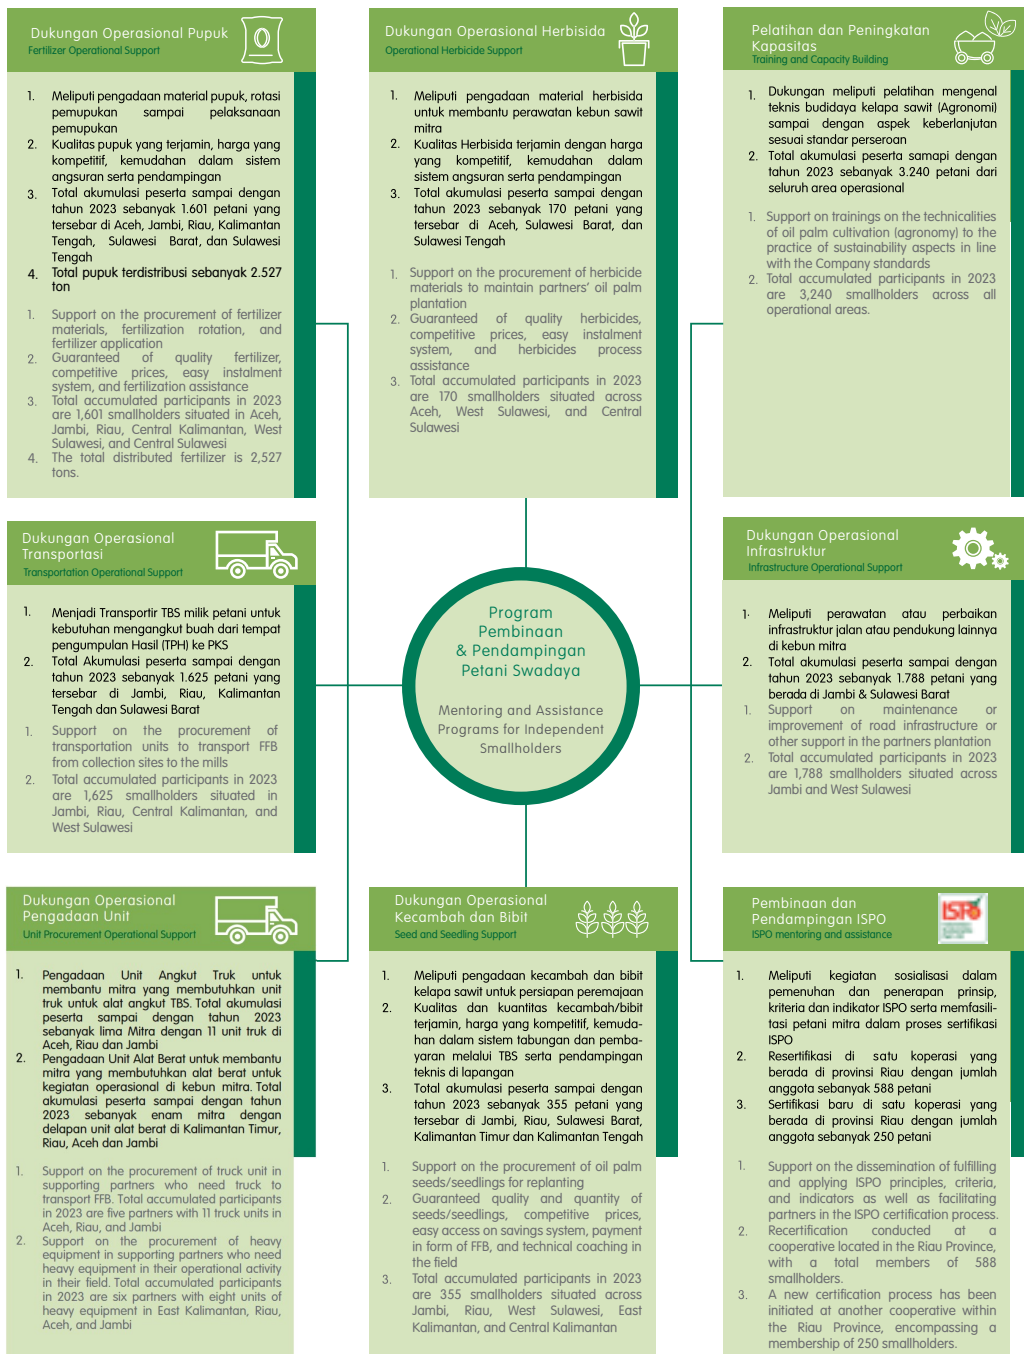 Dukungan Operasional Pupuk
Fertilizer Operational Support
1. Meliputi pengadaan material pupuk, rotasi
pemupukan sampai pelaksanaan
pemupukan
2. Kualitas pupuk yang terjamin, harga yang
kompetitif, kemudahan dalam sistem
angsuran serta pendampingan
3. Total akumulasi peserta sampai dengan
tahun 2023 sebanyak 1.601 petani yang
tersebar di Aceh, Jambi, Riau, Kalimantan
Tengah, Sulawesi Barat, dan Sulawesi
Tengah
4. Total pupuk terdistribusi sebanyak 2.527
ton
1. Support on the procurement of fertilizer
materials, fertilization rotation, and
fertilizer application
2. Guaranteed of quality fertilizer,
competitive prices, easy instalment
system, and fertilization assistance
3. Total accumulated participants in 2023
are 1,601 smallholders situated in Aceh,
Jambi, Riau, Central Kalimantan, West
Sulawesi, and Central Sulawesi
4. The total distributed fertilizer is 2,527
tons.
Dukungan Operasional Herbisida
Operational Herbicide Support
1. Meliputi pengadaan material herbisida
untuk membantu perawatan kebun sawit
mitra
2. Kualitas Herbisida terjamin dengan harga
yang kompetitif, kemudahan dalam
sistem angsuran serta pendampingan
3. Total akumulasi peserta sampai dengan
tahun 2023 sebanyak 170 petani yang
tersebar di Aceh, Sulawesi Barat, dan
Sulawesi Tengah
1. Support on the procurement of herbicide
materials to maintain partners' oil palm
plantation
2. Guaranteed of quality herbicides,
competitive prices, easy instalment
system, and herbicides process
assistance
3. Total accumulated participants in 2023
are 170 smallholders situated across
Aceh, West Sulawesi, and Central
Sulawesi
Pelatihan dan Peningkatan
Kapasitas
Training and Capacity Building
1. Dukungan meliputi pelatihan mengenal
teknis budidaya kelapa sawit (Agronomi)
sampai dengan aspek keberlanjutan
sesuai standar perseroan
2. Total akumulasi peserta samapi dengan
tahun 2023 sebanyak 3.240 petani dari
seluruh area operasional
1. Support on trainings on the technicalities
of oil palm cultivation (agronomy) to the
practice of sustainability aspects in line
with the Company standards
2. Total accumulated participants in 2023
are 3,240 smallholders across all
operational areas.
Dukungan Operasional
Transportasi
Transportation Operational Support
1. Menjadi Transportir TBS milik petani untuk
kebutuhan mengangkut buah dari tempat
pengumpulan Hasil (TPH) ke PKS
2. Total Akumulasi peserta sampai dengan
tahun 2023 sebanyak 1.625 petani yang
tersebar di Jambi, Riau, Kalimantan
Tengah dan Sulawesi Barat
1. Support on the procurement of
transportation units to transport FFB
from collection sites to the mills
2. Total accumulated participants in 2023
are 1,625 smallholders situated in
Jambi, Riau, Central Kalimantan, and
West Sulawesi
Program
Pembinaan
& Pendampingan
Petani Swadaya
Mentoring and Assistance
Programs for Independent
Smallholders
Dukungan Operasional
Infrastruktur
Infrastructure Operational Support
1. Meliputi perawatan atau perbaikan
infrastruktur jalan atau pendukung lainnya
di kebun mitra
2. Total akumulasi peserta sampai dengan
tahun 2023 sebanyak 1.788 petani yang
berada di Jambi & Sulawesi Barat
1. Support on maintenance or
improvement of road infrastructure or
other support in the partners plantation
2. Total accumulated participants in 2023
are 1,788 smallholders situated across
Jambi and West Sulawesi
Dukungan Operasional
Pengadaan Unit
Unit Procurement Operational Support
1. Pengadaan Unit Angkut Truk untuk
membantu mitra yang membutuhkan unit
truk untuk alat angkut TBS. Total akumulasi
peserta sampai dengan tahun 2023
sebanyak lima Mitra dengan 11 unit truk di
Aceh, Riau dan Jambi
2. Pengadaan Unit Alat Berat untuk membantu
mitra yang membutuhkan alat berat untuk
kegiatan operasional di kebun mitra. Total
akumulasi peserta sampai dengan tahun
2023 sebanyak enam mitra dengan
delapan unit alat berat di Kalimantan Timur,
Riau, Aceh dan Jambi
1. Support on the procurement of truck unit in
supporting partners who need truck to
transport FFB. Total accumulated participants
in 2023 are five partners with 11 truck units in
Aceh, Riau, and Jambi
2. Support on the procurement of heavy
equipment in supporting partners who need
heavy equipment in their operational activity
in their field. Total accumulated participants
in 2023 are six partners with eight units of
heavy equipment in East Kalimantan, Riau,
Aceh, and Jambi
Dukungan Operasional
Kecambah dan Bibit
Seed and Seedling Support
1. Meliputi pengadaan kecambah dan bibit
kelapa sawit untuk persiapan peremajaan
2. Kualitas dan kuantitas kecambah/bibit
terjamin, harga yang kompetitif, kemuda-
han dalam sistem tabungan dan pemba-
yaran melalui TBS serta pendampingan
teknis di lapangan
3. Total akumulasi peserta sampai dengan
tahun 2023 sebanyak 355 petani yang
tersebar di Jambi, Riau, Sulawesi Barat,
Kalimantan Timur dan Kalimantan Tengah
1. Support on the procurement of oil palm
seeds/seedlings for replanting
2. Guaranteed quality and quantity of
seeds/seedlings, competitive prices,
easy access on savings system, payment
in form of FFB, and technical coaching in
the field
3. Total accumulated participants in 2023
are 355 smallholders situated across
Jambi, Riau, West Sulawesi, East
Kalimantan, and Central Kalimantan
Pembinaan dan
Pendampingan ISPO
ISPO mentoring and assistance
ISPO
1. Meliputi kegiatan sosialisasi dalam
pemenuhan dan penerapan prinsip,
kriteria dan indikator ISPO serta memfasili-
tasi petani mitra dalam proses sertifikasi
ISPO
2. Resertifikasi di satu koperasi yang
berada di provinsi Riau dengan jumlah
anggota sebanyak 588 petani
3. Sertifikasi baru di satu koperasi yang
berada di provinsi Riau dengan jumlah
anggota sebanyak 250 petani
1. Support on the dissemination of fulfilling
and applying ISPO principles, criteria,
and indicators as well as facilitating
partners in the ISPO certification process.
2. Recertification conducted at a
cooperative located in the Riau Province,
with a total members of 588
smallholders.
3. A new certification process has been
initiated at another cooperative within
the Riau Province, encompassing a
membership of 250 smallholders.